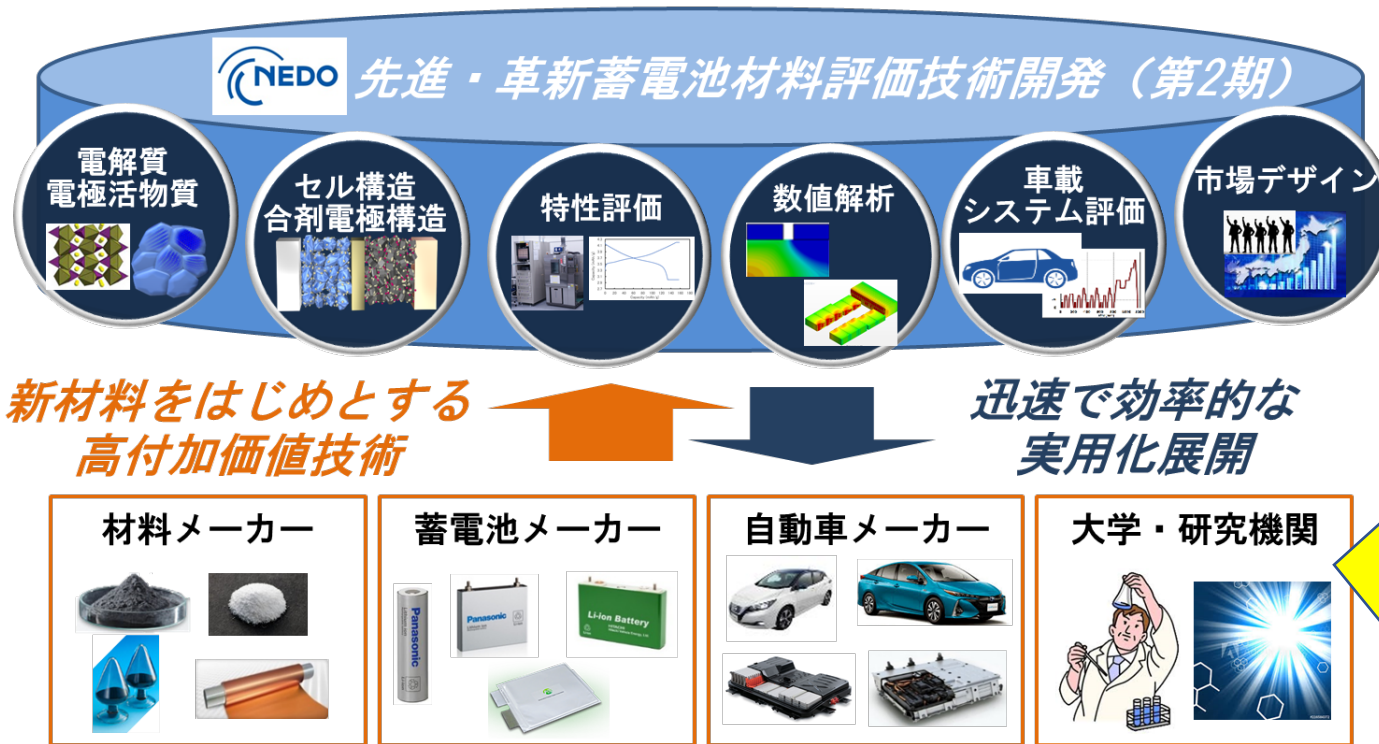 NEDO 先進・革新蓄電池材料評価技術開発（第2期）
電解質
電極活物質
セル構造
合剤電極構造
特性評価
数値解析
車載
システム評価
市場デザイン
新材料をはじめとする
高付加価値技術
迅速で効率的な
実用化展開
材料メーカー
蓄電池メーカー
自動車メーカー
大学・研究機関
Panasonic
Panasonic
Li-Ion Battery